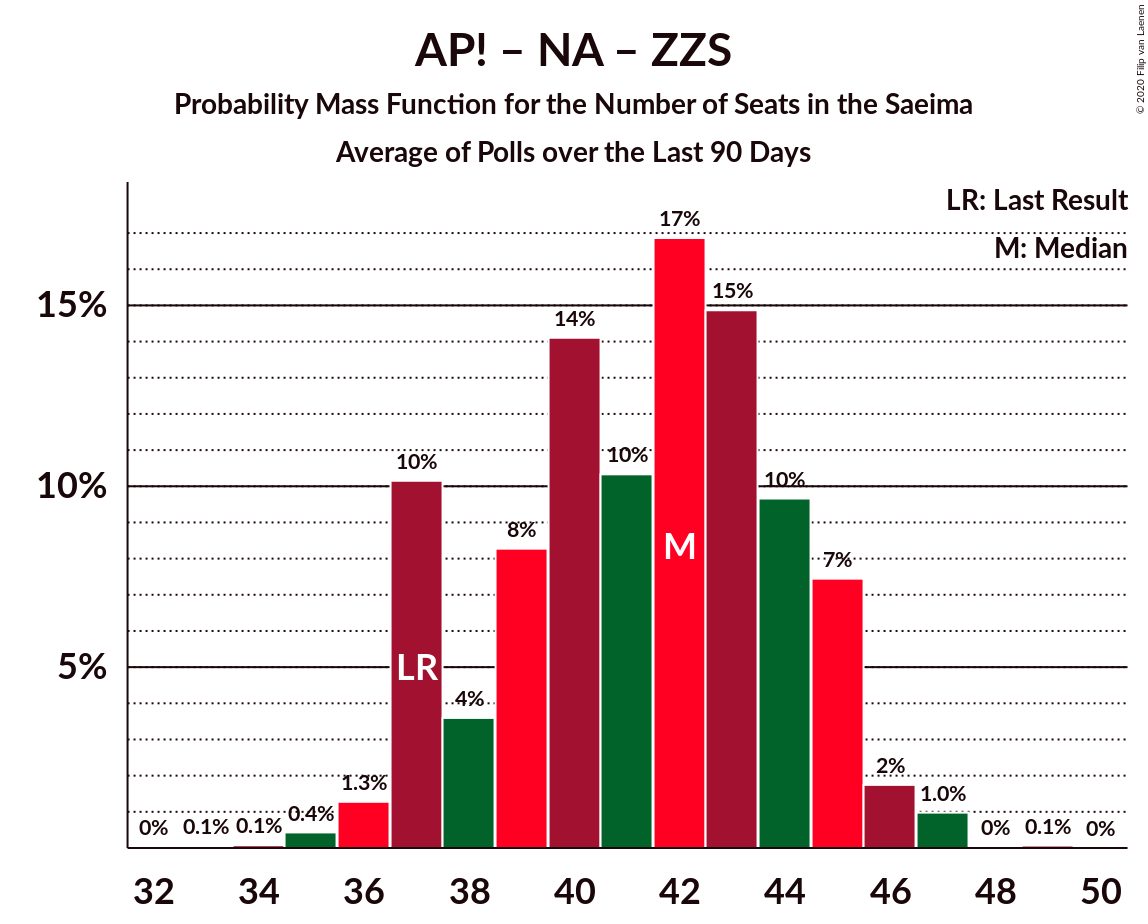 AP! – NA – ZZS
Probability Mass Function for the Number of Seats in the Saeima
Average of Polls over the Last 90 Days
© 2020 Filip van Laenen
LR: Last Result
M: Median
15%
10%
5%
0%
0.1%
0.1%
0.4%
1.3%
10%
4%
8%
14%
10%
17%
15%
10%
7%
2%
1.0%
0%
0.1%
0%
LR
M
32 34 36 38 40 42 44 46 48 50